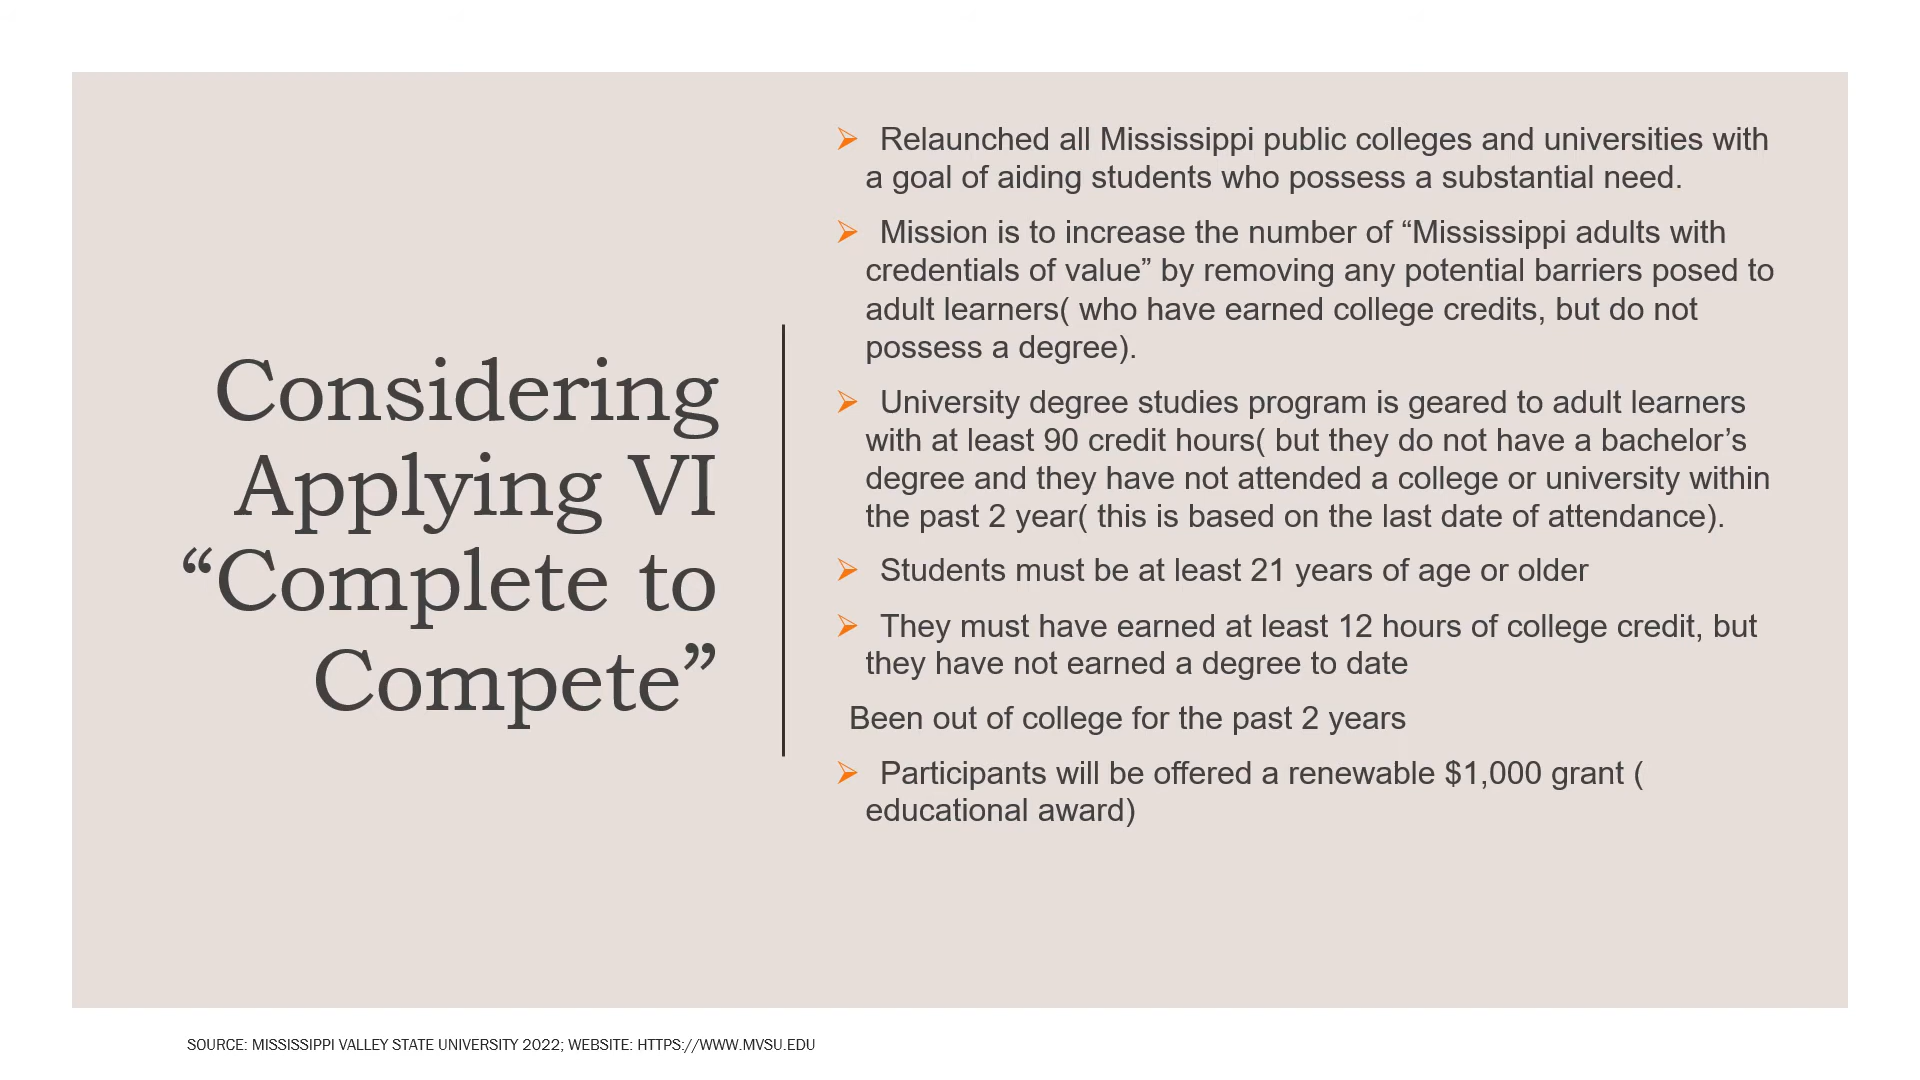 Considering
Applying VI
“Complete to
Compete”
Relaunched all Mississippi public colleges and universities with
a goal of aiding students who possess a substantial need.
Mission is to increase the number of “Mississippi adults with
credentials of value” by removing any potential barriers posed to
adult learners( who have earned college credits, but do not
possess a degree).
University degree studies program is geared to adult learners
with at least 90 credit hours( but they do not have a bachelor’s
degree and they have not attended a college or university within
the past 2 year( this is based on the last date of attendance).
Students must be at least 21 years of age or older
They must have earned at least 12 hours of college credit, but
they have not earned a degree to date
Been out of college for the past 2 years
Participants will be offered a renewable $1,000 grant (
educational award)
SOURCE: MISSISSIPPI VALLEY STATE UNIVERSITY 2022; WEBSITE: HTTPS://WWW.MVSU.EDU